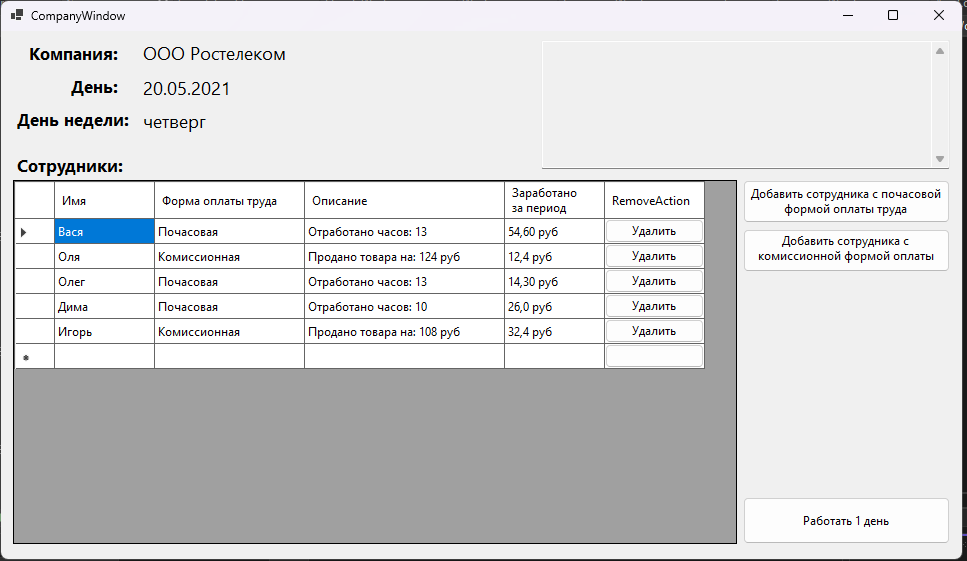 CompanyWindow
Компания: ООО Ростелеком
День: 20.05.2021
День недели: четверг
Сотрудники:
Имя Форма оплаты труда Описание Заработано
за период RemoveAction
Вася Почасовая Отработано часов: 13 54,60 руб Удалить
Оля Комиссионная Продано товара на: 124 руб 12,4 руб Удалить
Олег Почасовая Отработано часов: 13 14,30 руб Удалить
Дима Почасовая Отработано часов: 10 26,0 руб Удалить
Игорь Комиссионная Продано товара на: 108 руб 32,4 руб Удалить
Добавить сотрудника с почасовой
формой оплаты труда
Добавить сотрудника с
комиссионной формой оплаты
Работать 1 день